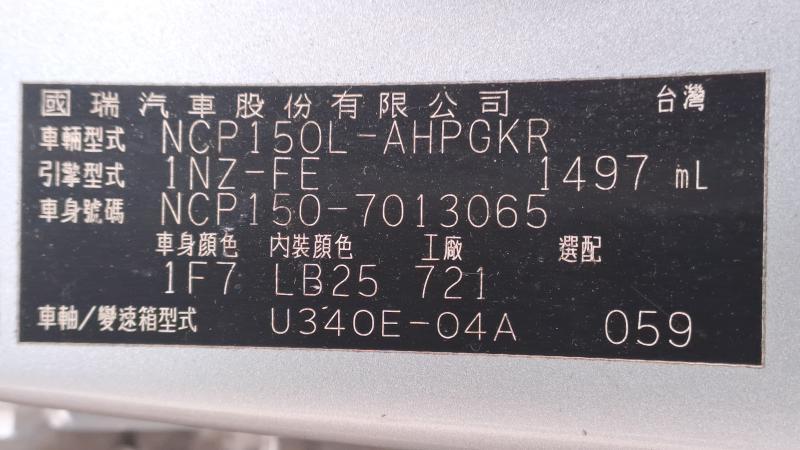 國瑞汽車股份有限公司 台灣
車輛型式 NCP150L-AHPGKR
引擎型式 1NZ-FE 1497 mL
車身號碼 NCP150-7013065
車身顏色 內裝顏色 工廠 選配
1F7 LB25 721
車軸/變速箱型式 U340E-04A 059